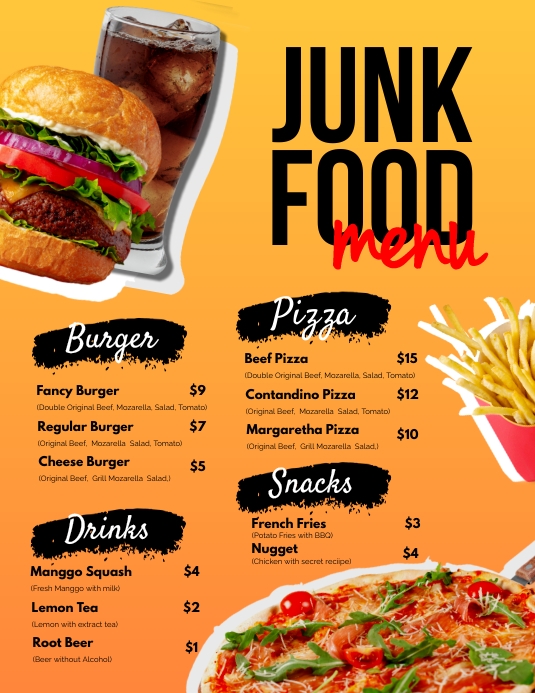 JUNK
FOOD
menu
Burger
Fancy Burger $9
(Double Original Beef, Mozarella, Salad, Tomato)
Regular Burger $7
(Original Beef, Mozarella Salad, Tomato)
Cheese Burger $5
(Original Beef, Grill Mozarella Salad,)
Drinks
Manggo Squash $4
(Fresh Manggo with milk)
Lemon Tea $2
(Lemon with extract tea)
Root Beer $1
(Beer without Alcohol)
Pizza
Beef Pizza $15
(Double Original Beef, Mozarella, Salad, Tomato)
Contandino Pizza $12
(Original Beef, Mozarella Salad, Tomato)
Margaretha Pizza $10
(Original Beef, Grill Mozarella Salad,)
Snacks
French Fries $3
(Potato Fries with BBQ)
Nugget $4
(Chicken with secret reciipe)